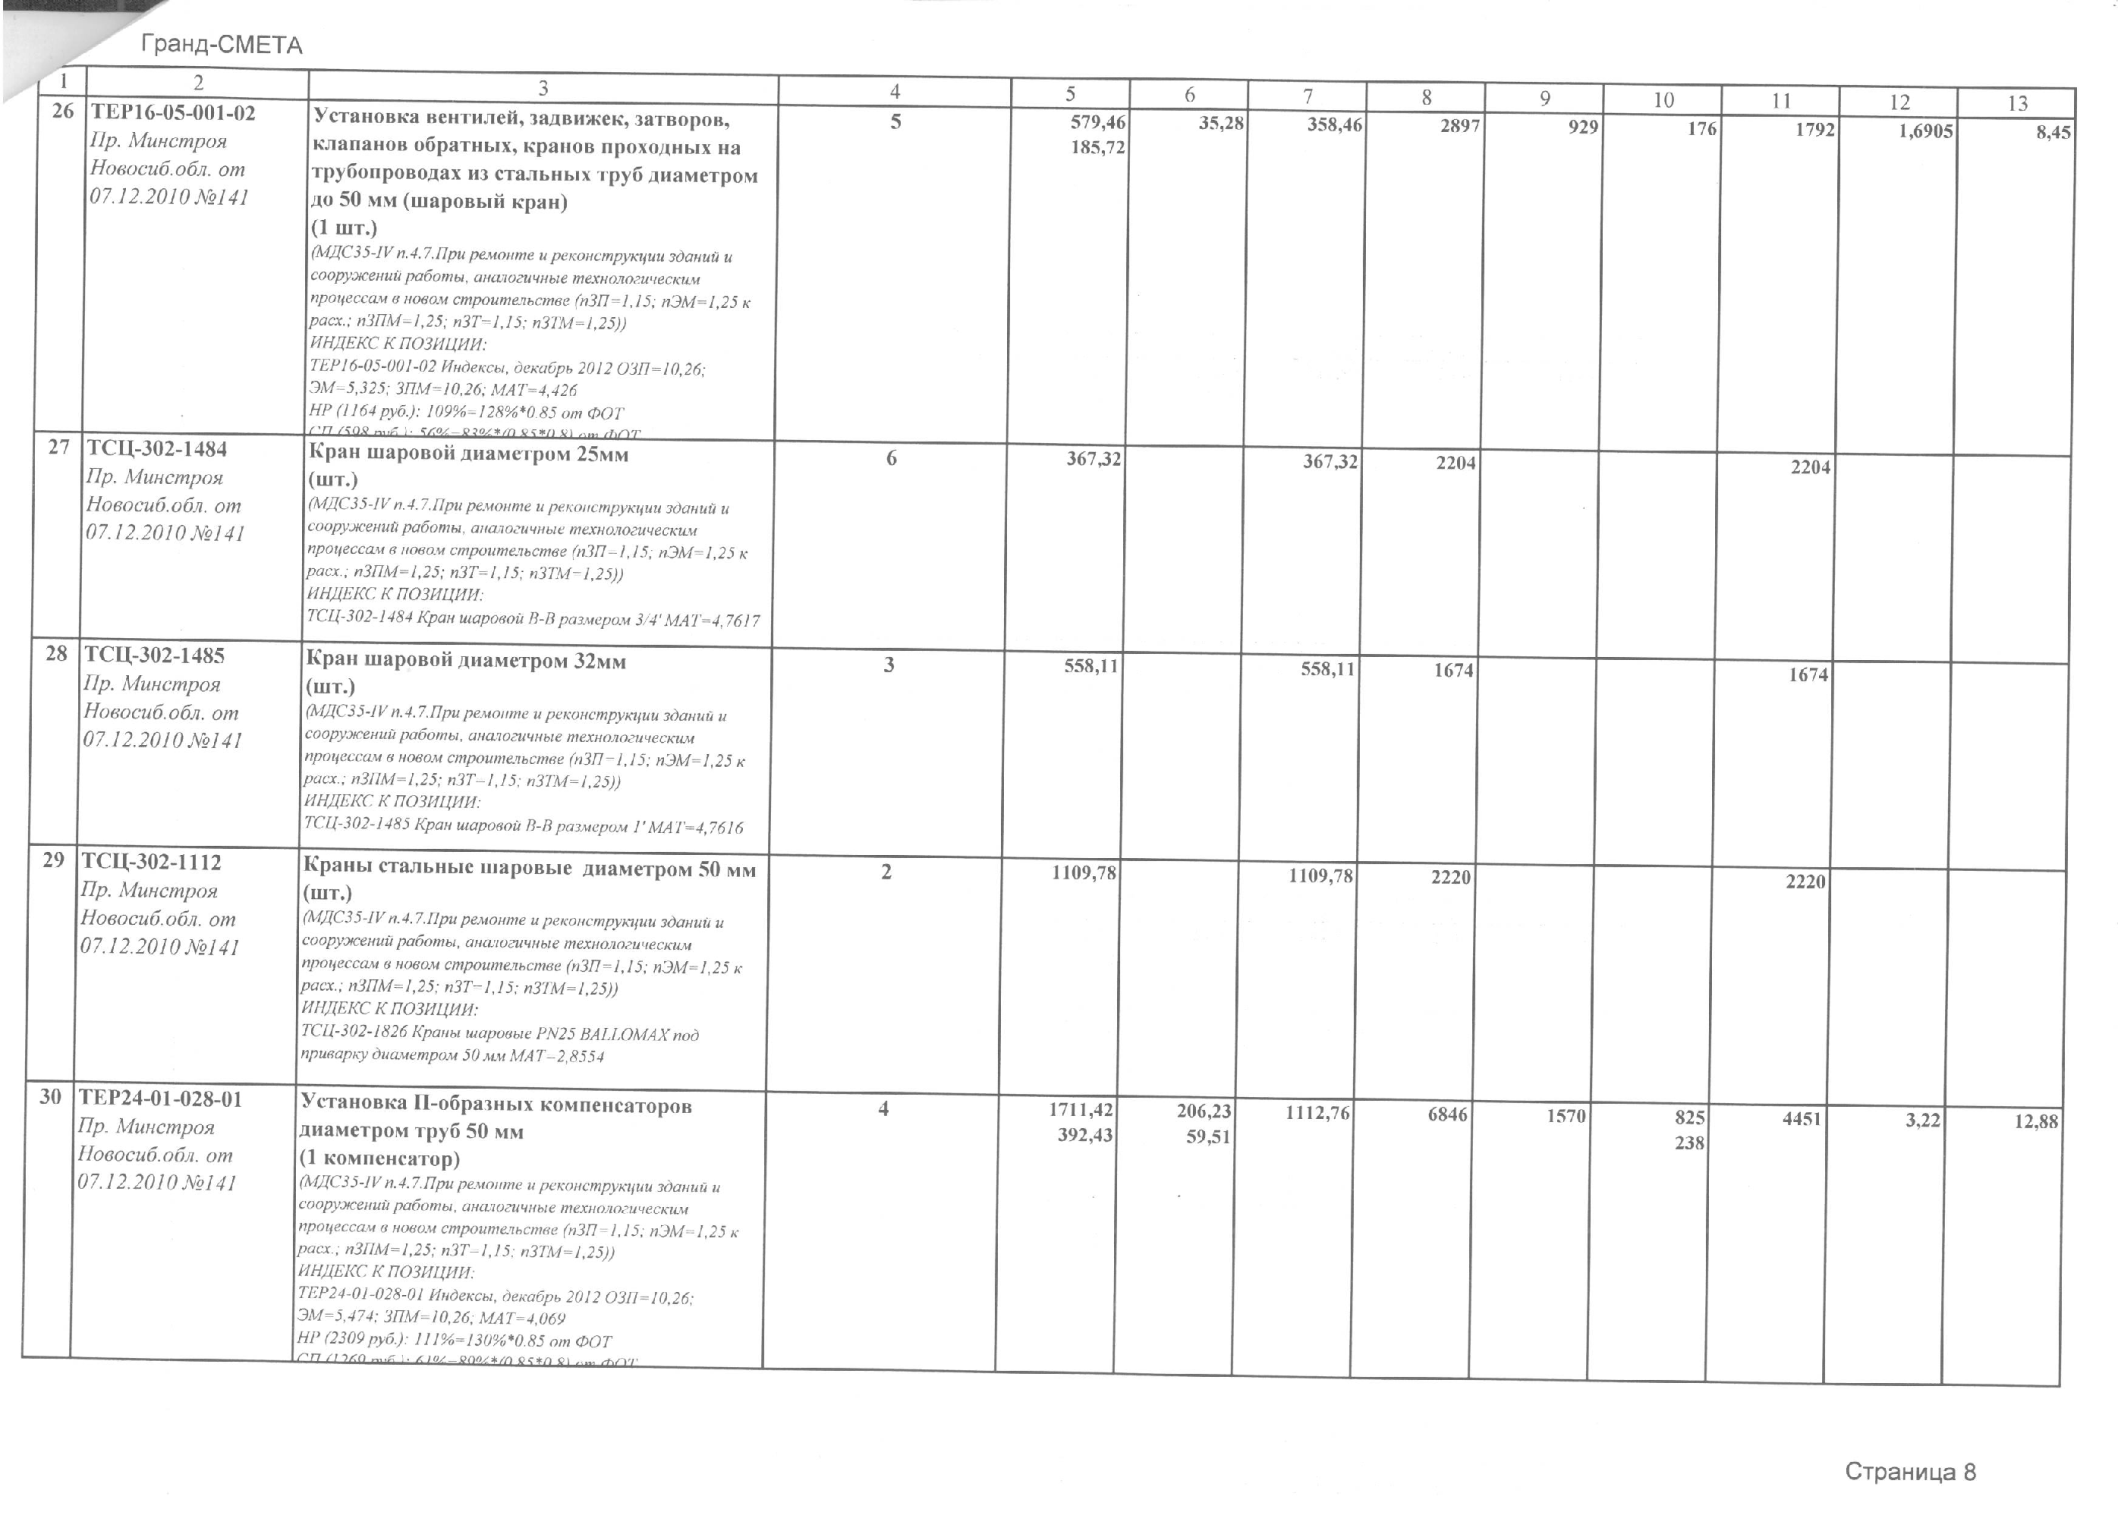 Гранд-СМЕТА
1 2 3 4 5 6 7 8 9 10 11 12 13
26 ТЕР16-05-001-02 Установка вентилей, задвижек, затворов, 5 579,46 35,28 358,46 2897 929 176 1792 1,6905 8,45
Пр. Минстроя клапанов обратных, кранов проходных на 185,72
Новосиб.обл. от трубопроводах из стальных труб диаметром
07.12.2010 №141 до 50 мм (шаровый кран)
(1 шт.)
(МДС35-IV п.4.7.При ремонте и реконструкции зданий и
сооружений работы, аналогичные технологическим
процессам в новом строительстве (пЗП=1,15; пЭМ=1,25 к
расх.; пЗПМ=1,25; пЗТ=1,15; пЗТМ=1,25))
ИНДЕКС К ПОЗИЦИИ:
ТЕР16-05-001-02 Индексы, декабрь 2012 ОЗП=10,26;
ЭМ=5,325; ЗПМ=10,26; МАТ=4,426
НР (1164 руб.): 109%=128%*0.85 от ФОТ
СП (598 руб.): 56%=83%*(0.85*0.8) от ФОТ
27 ТСЦ-302-1484 Кран шаровой диаметром 25мм 6 367,32 367,32 2204 2204
Пр. Минстроя (шт.)
Новосиб.обл. от (МДС35-IV п.4.7.При ремонте и реконструкции зданий и
07.12.2010 №141 сооружений работы, аналогичные технологическим
процессам в новом строительстве (пЗП=1,15; пЭМ=1,25 к
расх.; пЗПМ=1,25; пЗТ=1,15; пЗТМ=1,25))
ИНДЕКС К ПОЗИЦИИ:
ТСЦ-302-1484 Кран шаровой В-В размером 3/4' МАТ=4,7617
28 ТСЦ-302-1485 Кран шаровой диаметром 32мм 3 558,11 558,11 1674 1674
Пр. Минстроя (шт.)
Новосиб.обл. от (МДС35-IV п.4.7.При ремонте и реконструкции зданий и
07.12.2010 №141 сооружений работы, аналогичные технологическим
процессам в новом строительстве (пЗП=1,15; пЭМ=1,25 к
расх.; пЗПМ=1,25; пЗТ=1,15; пЗТМ=1,25))
ИНДЕКС К ПОЗИЦИИ:
ТСЦ-302-1485 Кран шаровой В-В размером 1' МАТ=4,7616
29 ТСЦ-302-1112 Краны стальные шаровые диаметром 50 мм 2 1109,78 1109,78 2220 2220
Пр. Минстроя (шт.)
Новосиб.обл. от (МДС35-IV п.4.7.При ремонте и реконструкции зданий и
07.12.2010 №141 сооружений работы, аналогичные технологическим
процессам в новом строительстве (пЗП=1,15; пЭМ=1,25 к
расх.; пЗПМ=1,25; пЗТ=1,15; пЗТМ=1,25))
ИНДЕКС К ПОЗИЦИИ:
ТСЦ-302-1826 Краны шаровые PN25 BALLOMAX под
приварку диаметром 50 мм МАТ=2,8554
30 ТЕР24-01-028-01 Установка П-образных компенсаторов 4 1711,42 206,23 1112,76 6846 1570 825 4451 3,22 12,88
Пр. Минстроя диаметром труб 50 мм 392,43 59,51 238
Новосиб.обл. от (1 компенсатор)
07.12.2010 №141 (МДС35-IV п.4.7.При ремонте и реконструкции зданий и
сооружений работы, аналогичные технологическим
процессам в новом строительстве (пЗП=1,15; пЭМ=1,25 к
расх.; пЗПМ=1,25; пЗТ=1,15; пЗТМ=1,25))
ИНДЕКС К ПОЗИЦИИ:
ТЕР24-01-028-01 Индексы, декабрь 2012 ОЗП=10,26;
ЭМ=5,474; ЗПМ=10,26; МАТ=4,069
НР (2309 руб.): 111%=130%*0.85 от ФОТ
СП (1269 руб.): 61%=89%*(0.85*0.8) от ФОТ
Страница 8